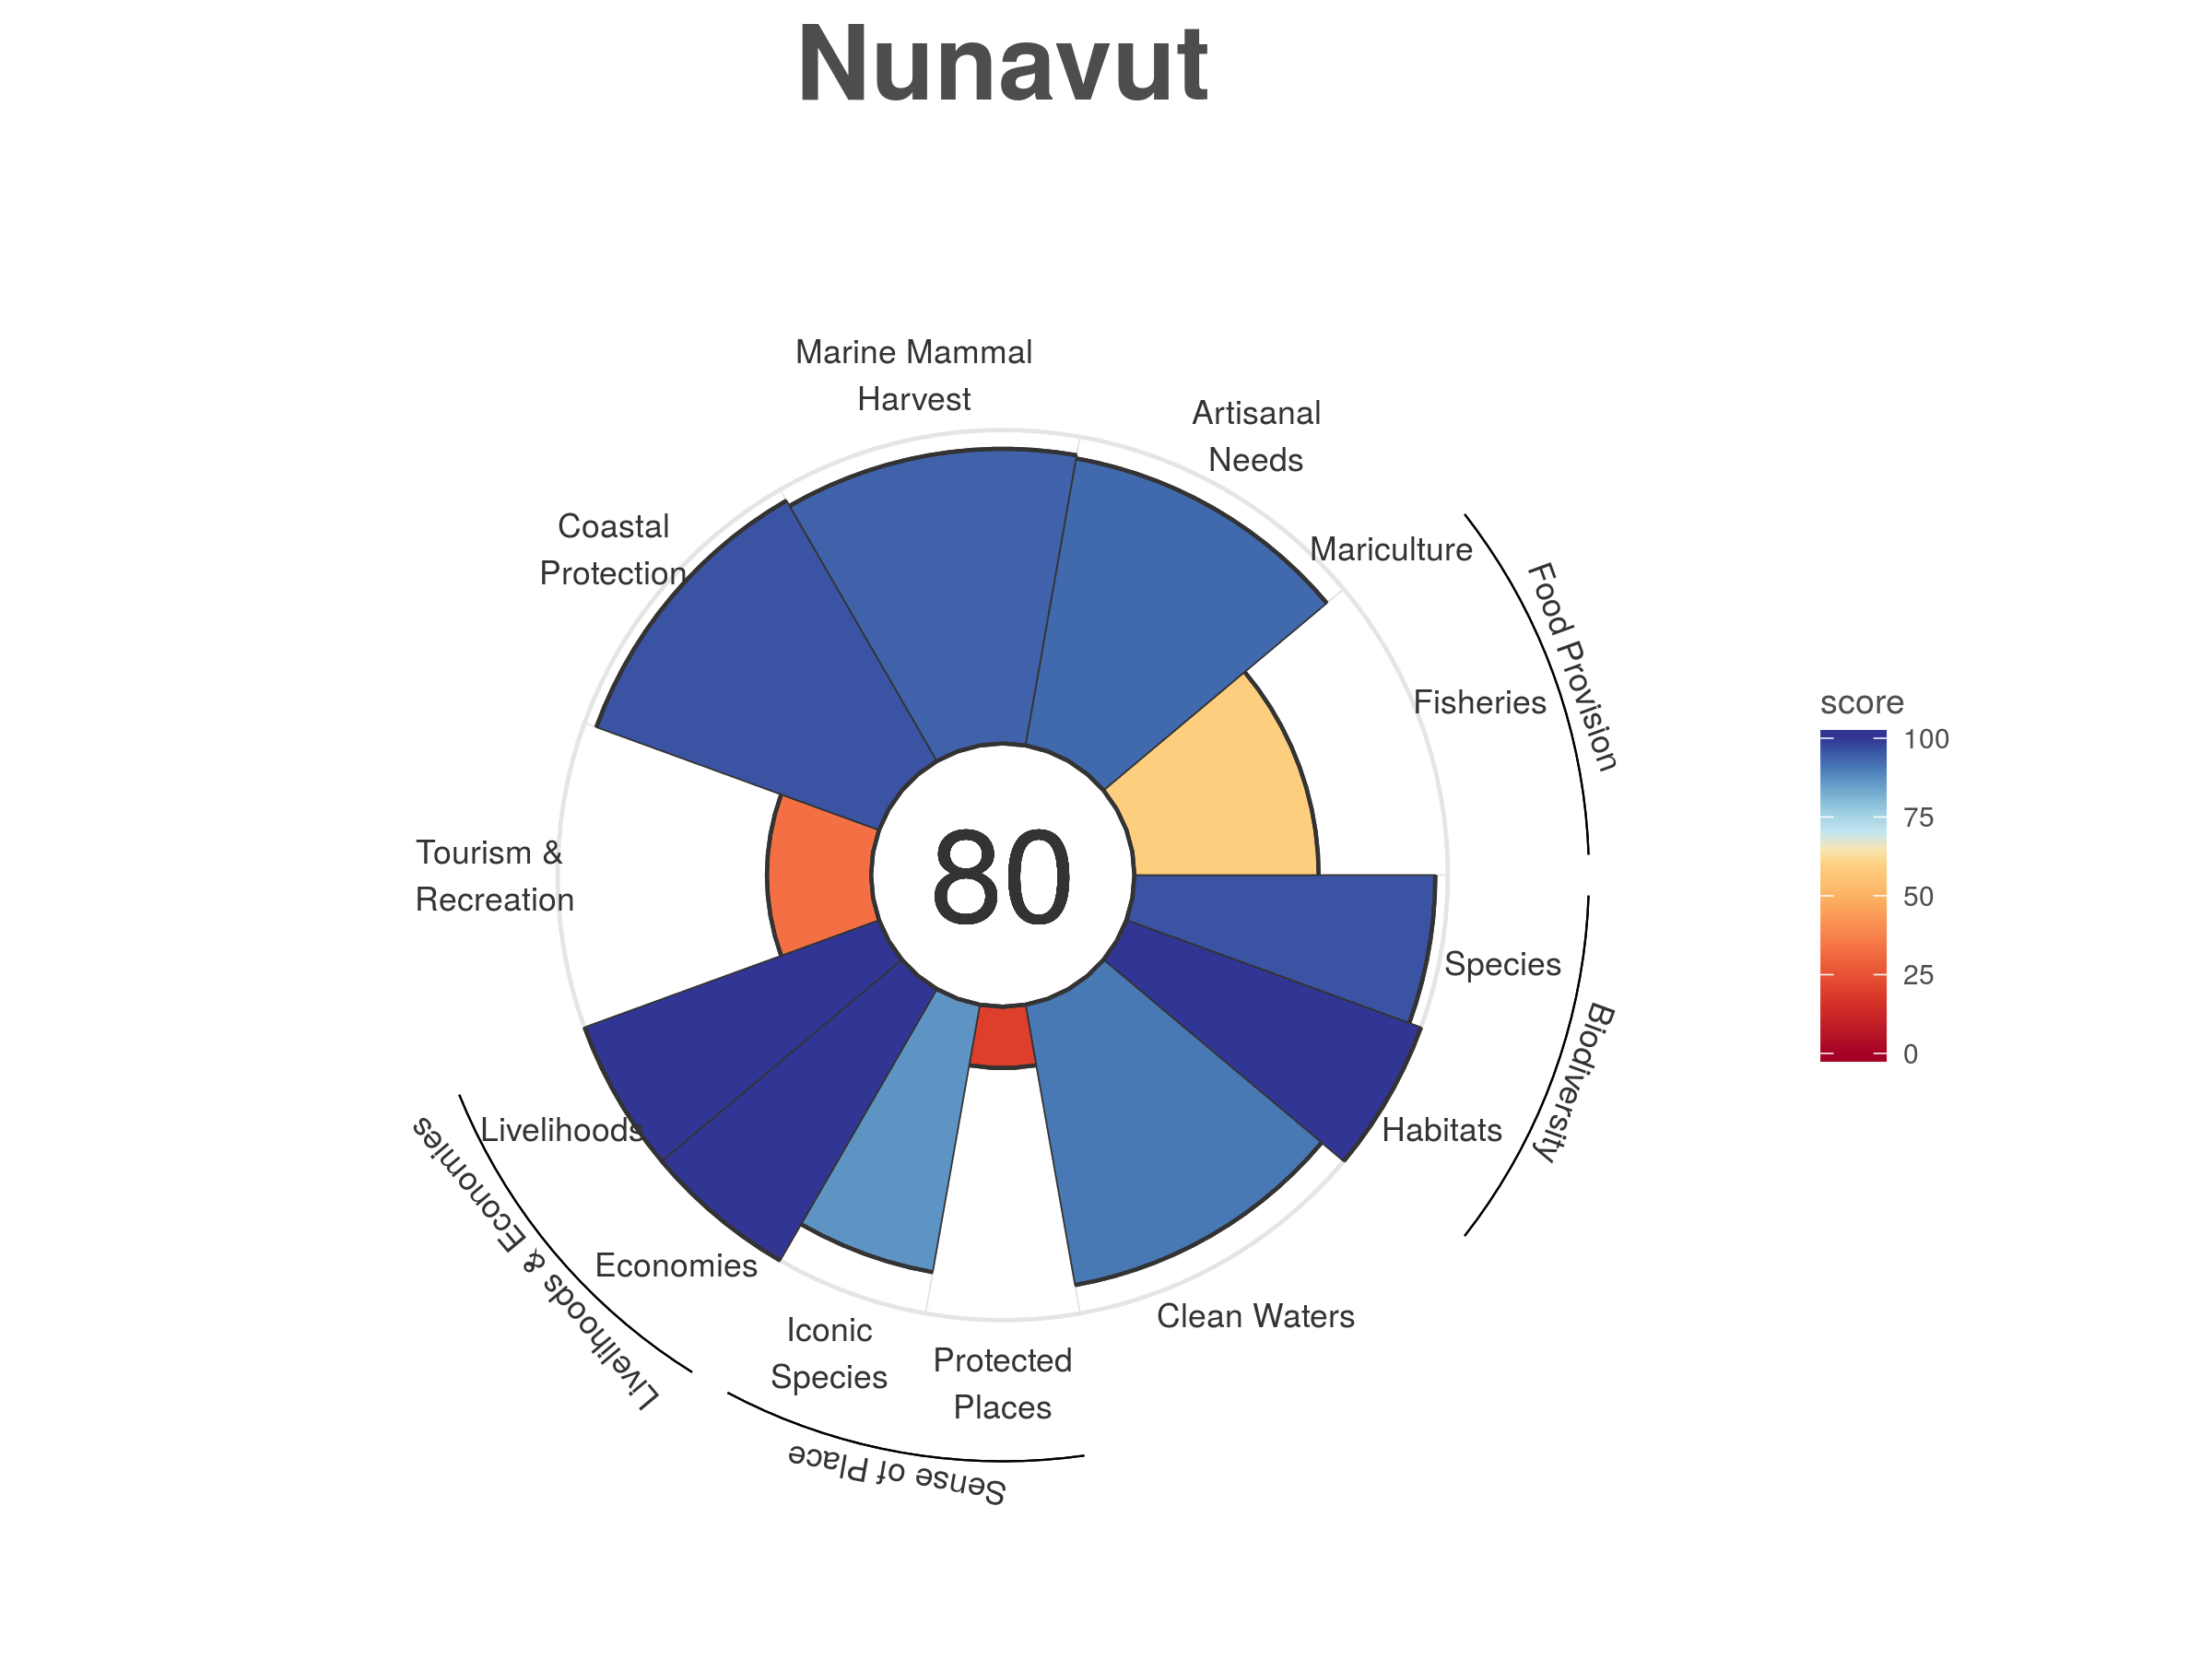 Nunavut
Marine Mammal
Harvest
Artisanal
Needs
Coastal
Protection
Mariculture
Food Provision
Fisheries
score
100
75
50
25
0
Tourism &
Recreation
80
Species
Biodiversity
Habitats
Livelihoods
Livelihoods & Economies
Economies
Clean Waters
Iconic
Species
Protected
Places
Sense of Place